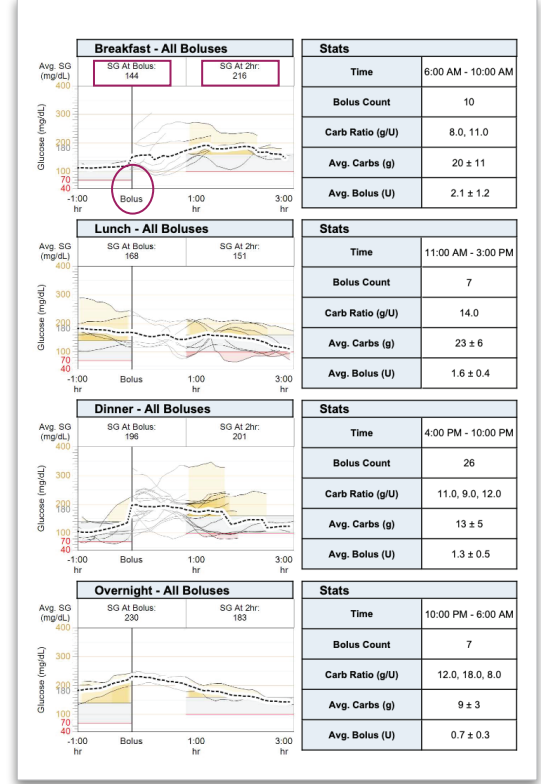 Breakfast - All Boluses
Stats
Avg. SG
(mg/dL)
SG At Bolus:
144
SG At 2hr:
216
Time
6:00 AM - 10:00 AM
Bolus Count
10
Carb Ratio (g/U)
8.0, 11.0
Avg. Carbs (g)
20 ± 11
Avg. Bolus (U)
2.1 ± 1.2
Glucose (mg/dL)
400
300
200
180
100
70
40
-1:00
hr
Bolus
1:00
hr
3:00
hr
Lunch - All Boluses
Stats
Avg. SG
(mg/dL)
SG At Bolus:
168
SG At 2hr:
151
Time
11:00 AM - 3:00 PM
Bolus Count
7
Carb Ratio (g/U)
14.0
Avg. Carbs (g)
23 ± 6
Avg. Bolus (U)
1.6 ± 0.4
Glucose (mg/dL)
400
300
200
180
100
70
40
-1:00
hr
Bolus
1:00
hr
3:00
hr
Dinner - All Boluses
Stats
Avg. SG
(mg/dL)
SG At Bolus:
196
SG At 2hr:
201
Time
4:00 PM - 10:00 PM
Bolus Count
26
Carb Ratio (g/U)
11.0, 9.0, 12.0
Avg. Carbs (g)
13 ± 5
Avg. Bolus (U)
1.3 ± 0.5
Glucose (mg/dL)
400
300
200
180
100
70
40
-1:00
hr
Bolus
1:00
hr
3:00
hr
Overnight - All Boluses
Stats
Avg. SG
(mg/dL)
SG At Bolus:
230
SG At 2hr:
183
Time
10:00 PM - 6:00 AM
Bolus Count
7
Carb Ratio (g/U)
12.0, 18.0, 8.0
Avg. Carbs (g)
9 ± 3
Avg. Bolus (U)
0.7 ± 0.3
Glucose (mg/dL)
400
300
200
180
100
70
40
-1:00
hr
Bolus
1:00
hr
3:00
hr